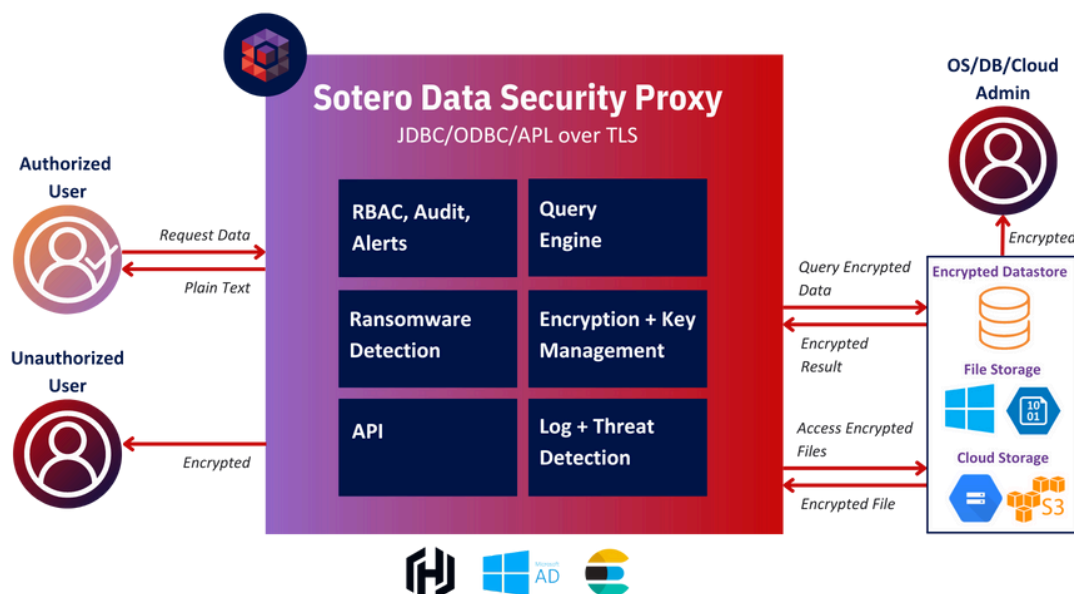 Sotero Data Security Proxy
JDBC/ODBC/APL over TLS
OS/DB/Cloud
Admin
Authorized
User
RBAC, Audit,
Alerts
Query
Engine
Request Data
Plain Text
Encrypted
Query Encrypted
Data
Encrypted Datastore
Ransomware
Detection
Encryption + Key
Management
Encrypted
Result
Unauthorized
User
File Storage
10
01
API
Log + Threat
Detection
Access Encrypted
Files
Encrypted
Cloud Storage
Encrypted File
S3
Microsoft
AD